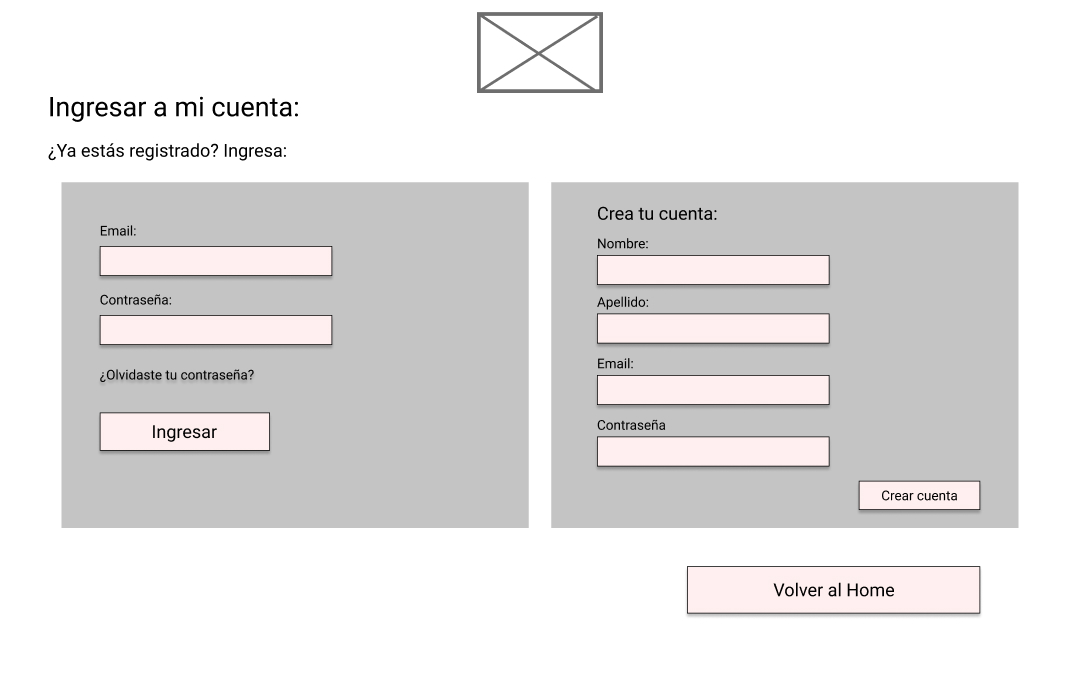 Ingresar a mi cuenta:
¿Ya estás registrado? Ingresa:
Email:
Contraseña:
¿Olvidaste tu contraseña?
Ingresar
Crea tu cuenta:
Nombre:
Apellido:
Email:
Contraseña
Crear cuenta
Volver al Home